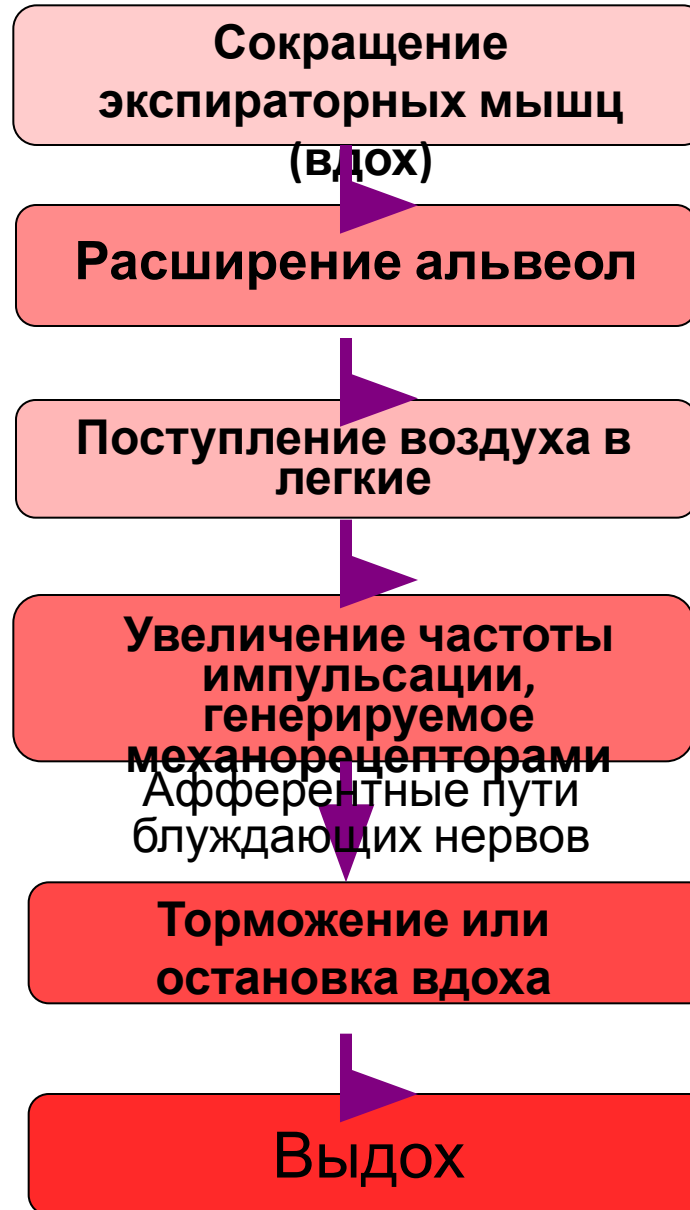 Сокращение
экспираторных мышц
(вдох)
Расширение альвеол
Поступление воздуха в
легкие
Увеличение частоты
импульсации,
генерируемое
механорецепторами
Афферентные пути
блуждающих нервов
Торможение или
остановка вдоха
Выдох